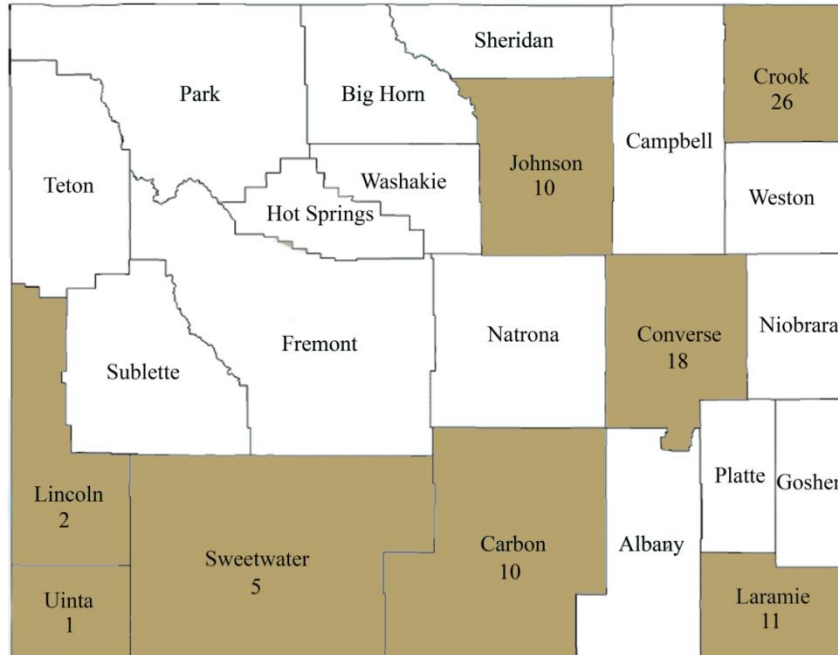 Sheridan
Crook
26
Park
Big Horn
Campbell
Johnson
10
Teton
Washakie
Weston
Hot Springs
Natrona
Converse
18
Niobrara
Fremont
Sublette
Lincoln
2
Platte
Goshen
Sweetwater
5
Carbon
10
Albany
Uinta
1
Laramie
11